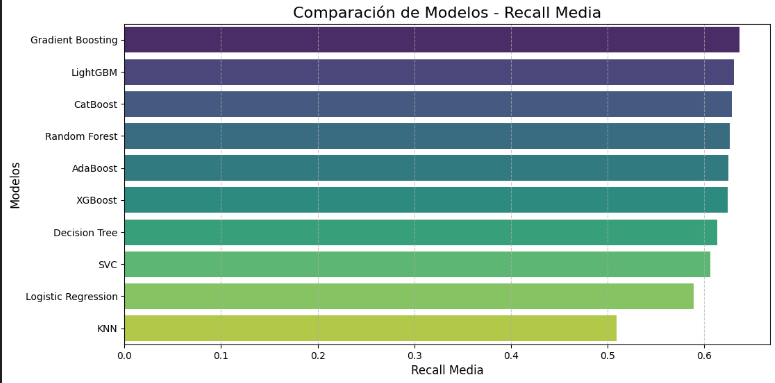 Comparación de Modelos - Recall Media
Modelos
Gradient Boosting
LightGBM
CatBoost
Random Forest
AdaBoost
XGBoost
Decision Tree
SVC
Logistic Regression
KNN
0.0 0.1 0.2 0.3 0.4 0.5 0.6
Recall Media